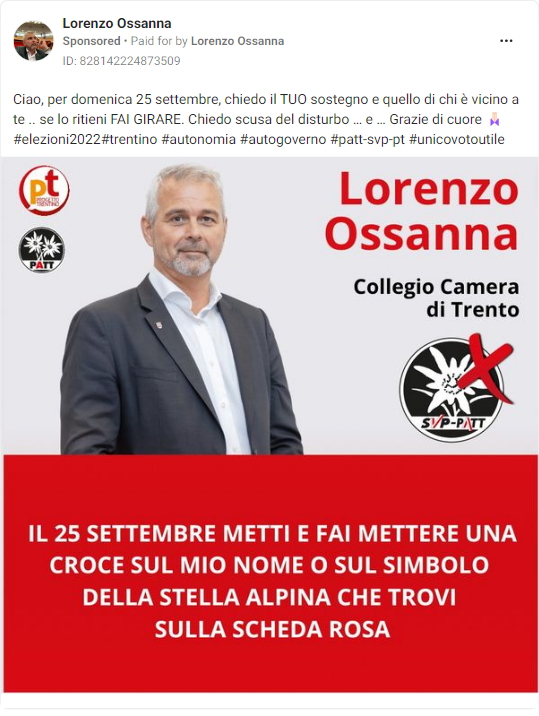 Lorenzo Ossanna
Sponsored • Paid for by Lorenzo Ossanna
ID: 828142224873509
Ciao, per domenica 25 settembre, chiedo il TUO sostegno e quello di chi è vicino a
te .. se lo ritieni FAI GIRARE. Chiedo scusa del disturbo ... e ... Grazie di cuore
#elezioni2022#trentino #autonomia #autogoverno #patt-svp-pt #unicovotoutile
pt
PROGETTO
TRENTINO
PATT
Lorenzo
Ossanna
Collegio Camera
di Trento
SVP-PATT
IL 25 SETTEMBRE METTI E FAI METTERE UNA
CROCE SUL MIO NOME O SUL SIMBOLO
DELLA STELLA ALPINA CHE TROVI
SULLA SCHEDA ROSA